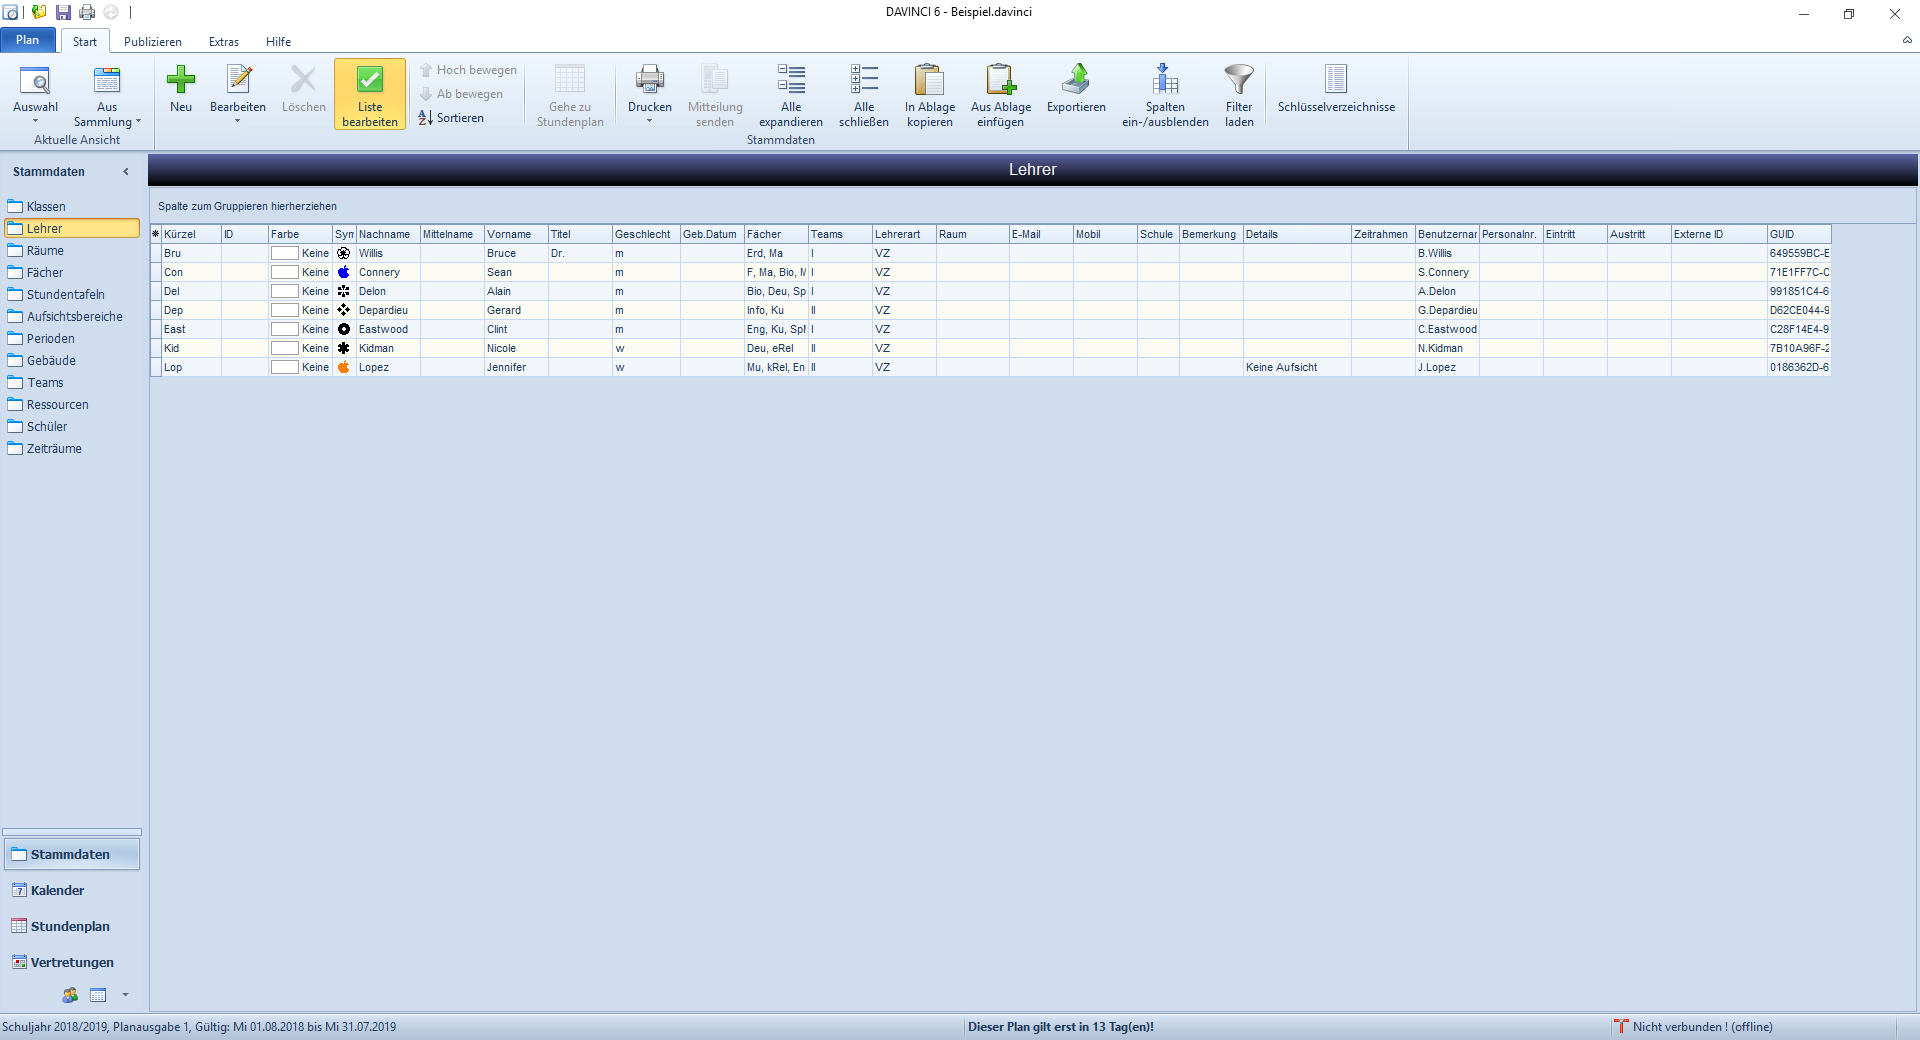 DAVINCI 6 - Beispiel.davinci
Plan Start Publizieren Extras Hilfe
Auswahl
Aus Sammlung
Aktuelle Ansicht
Neu
Bearbeiten
Löschen
Liste bearbeiten
Hoch bewegen
Ab bewegen
Sortieren
Gehe zu Stundenplan
Drucken
Mitteilung senden
Alle expandieren
Alle schließen
In Ablage kopieren
Aus Ablage einfügen
Exportieren
Spalten ein-/ausblenden
Filter laden
Schlüsselverzeichnisse
Stammdaten
Stammdaten
Klassen
Lehrer
Räume
Fächer
Stundentafeln
Aufsichtsbereiche
Perioden
Gebäude
Teams
Ressourcen
Schüler
Zeiträume
Stammdaten
Kalender
Stundenplan
Vertretungen
Lehrer
Spalte zum Gruppieren hierherziehen
Kürzel ID Farbe Sym Nachname Mittelname Vorname Titel Geschlecht Geb.Datum Fächer Teams Lehrerart Raum E-Mail Mobil Schule Bemerkung Details Zeitrahmen Benutzernar Personalnr. Eintritt Austritt Externe ID GUID
Bru Keine Willis Bruce Dr. m Erd, Ma I VZ B.Willis 649559BC-E
Con Keine Connery Sean m F, Ma, Bio, M I VZ S.Connery 71E1FF7C-C
Del Keine Delon Alain m Bio, Deu, Sp I VZ A.Delon 991851C4-6
Dep Keine Depardieu Gerard m Info, Ku II VZ G.Depardieu D62CE044-9
East Keine Eastwood Clint m Eng, Ku, SpM I VZ C.Eastwood C28F14E4-9
Kid Keine Kidman Nicole w Deu, eRel II VZ N.Kidman 7B10A96F-2
Lop Keine Lopez Jennifer w Mu, kRel, En II VZ Keine Aufsicht J.Lopez 0186362D-6
Schuljahr 2018/2019, Planausgabe 1, Gültig: Mi 01.08.2018 bis Mi 31.07.2019
Dieser Plan gilt erst in 13 Tag(en)!
Nicht verbunden ! (offline)